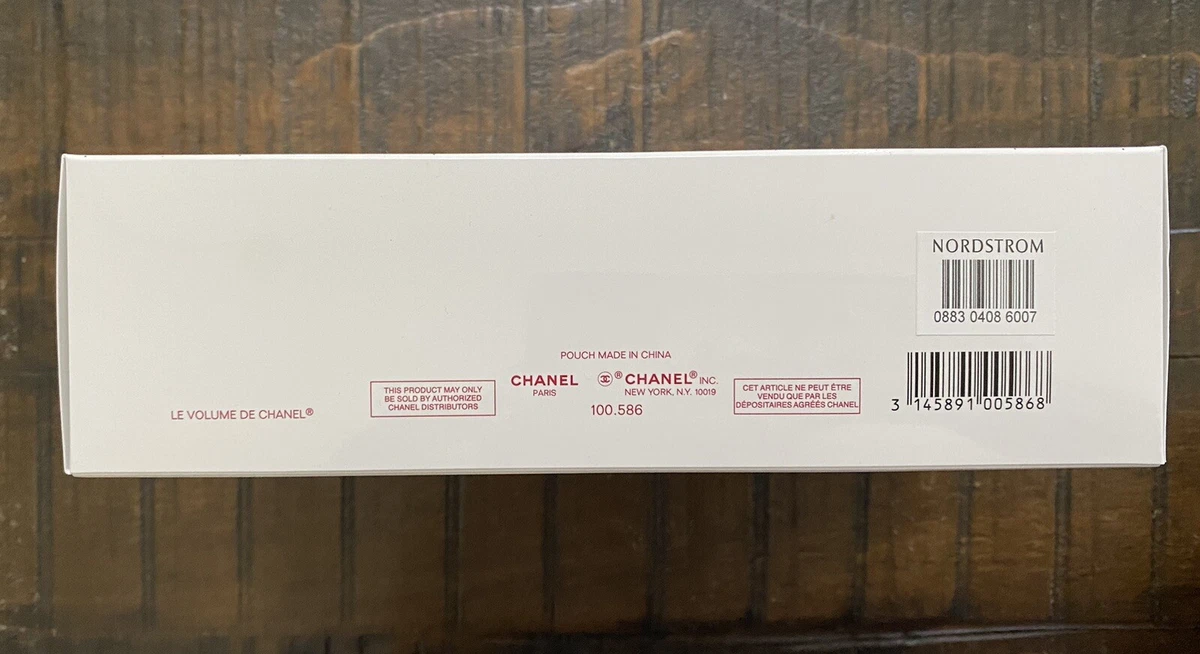 NORDSTROM
0883 0408 6007
POUCH MADE IN CHINA
CHANEL
PARIS
® CHANEL® INC.
NEW YORK, N.Y. 10019
100.586
THIS PRODUCT MAY ONLY
BE SOLD BY AUTHORIZED
CHANEL DISTRIBUTORS
CET ARTICLE NE PEUT ÊTRE
VENDU QUE PAR LES
DÉPOSITAIRES AGRÉÉS CHANEL
LE VOLUME DE CHANEL®
3 145891 005868